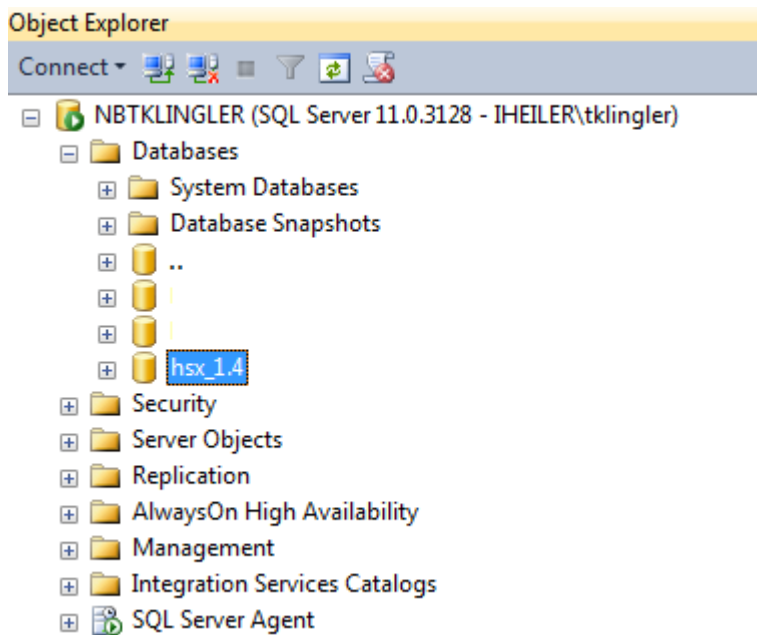 Object Explorer
Connect
NBTKLINGLER (SQL Server 11.0.3128 - IHEILER\tklingler)
Databases
System Databases
Database Snapshots
..
hsx_1.4
Security
Server Objects
Replication
AlwaysOn High Availability
Management
Integration Services Catalogs
SQL Server Agent